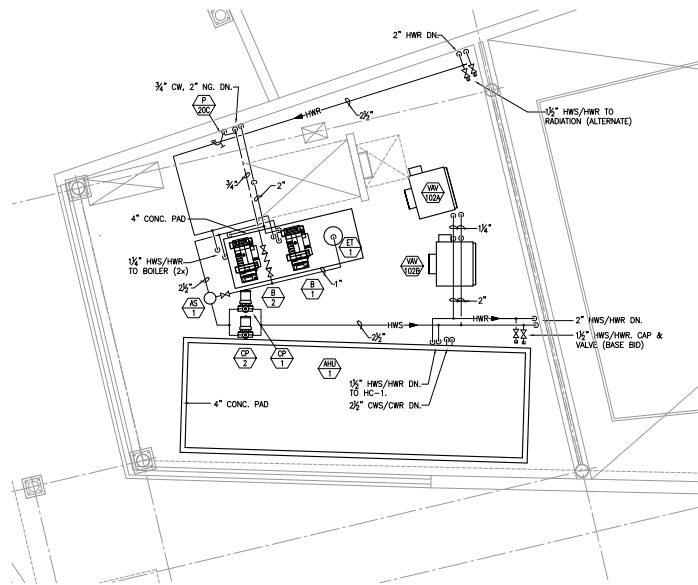 2" HWR DN.
¾" CW, 2" NG. DN.
P
20C
HWR
2½"
1½" HWS/HWR TO
RADIATION (ALTERNATE)
¾"
2"
VAV
102A
4" CONC. PAD
1¼"
ET
1
1¼" HWS/HWR
TO BOILER (2x)
VAV
102B
2½"
1"
B
2
B
1
AS
1
2"
HWR
HWS
2½"
2" HWS/HWR DN.
1½" HWS/HWR. CAP &
VALVE (BASE BID)
CP
2
CP
1
AHU
1
1½" HWS/HWR DN.
TO HC-1.
2½" CWS/CWR DN.
4" CONC. PAD